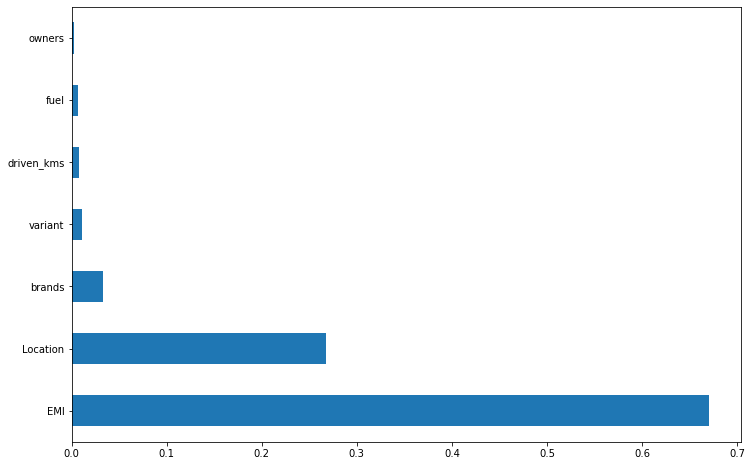 owners
fuel
driven_kms
variant
brands
Location
EMI
0.0 0.1 0.2 0.3 0.4 0.5 0.6 0.7